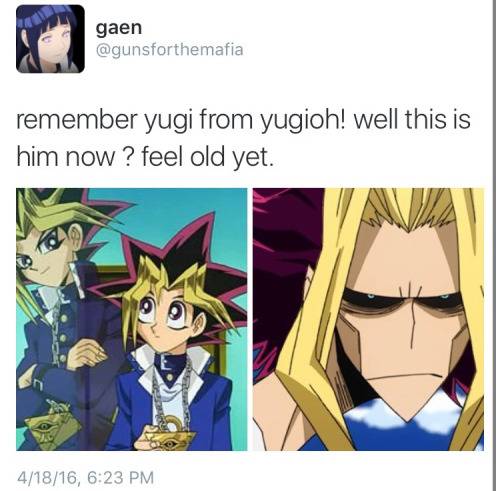 gaen
@gunsforthemafia
remember yugi from yugioh! well this is
him now ? feel old yet.
4/18/16, 6:23 PM